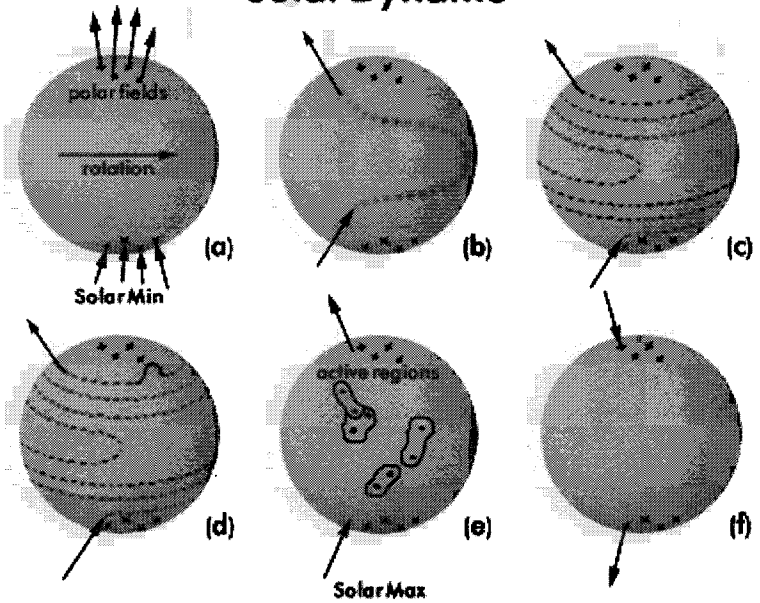 Solar Dynamo
polar fields
rotation
(a)
Solar Min
(b)
(c)
(d)
active regions
(e)
Solar Max
(f)